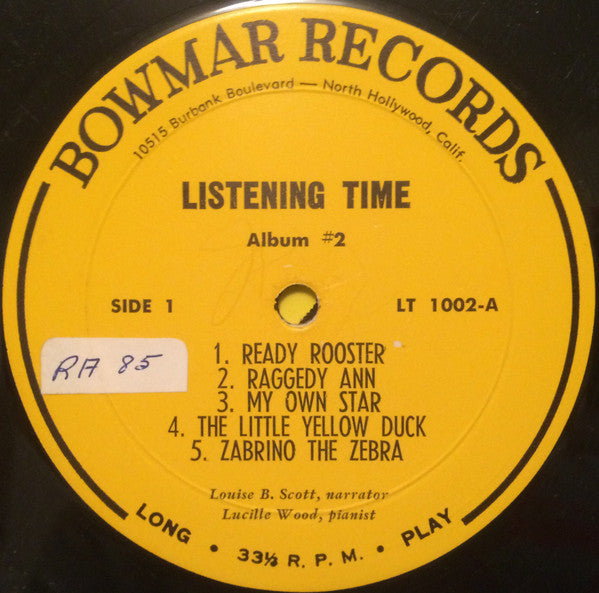 BOWMAR RECORDS
10515 Burbank Boulevard — North Hollywood, Calif.
LISTENING TIME
Album #2
SIDE 1
LT 1002-A
RA 85
1. READY ROOSTER
2. RAGGEDY ANN
3. MY OWN STAR
4. THE LITTLE YELLOW DUCK
5. ZABRINO THE ZEBRA
Louise B. Scott, narrator
Lucille Wood, pianist
LONG • 33⅓ R. P. M. • PLAY